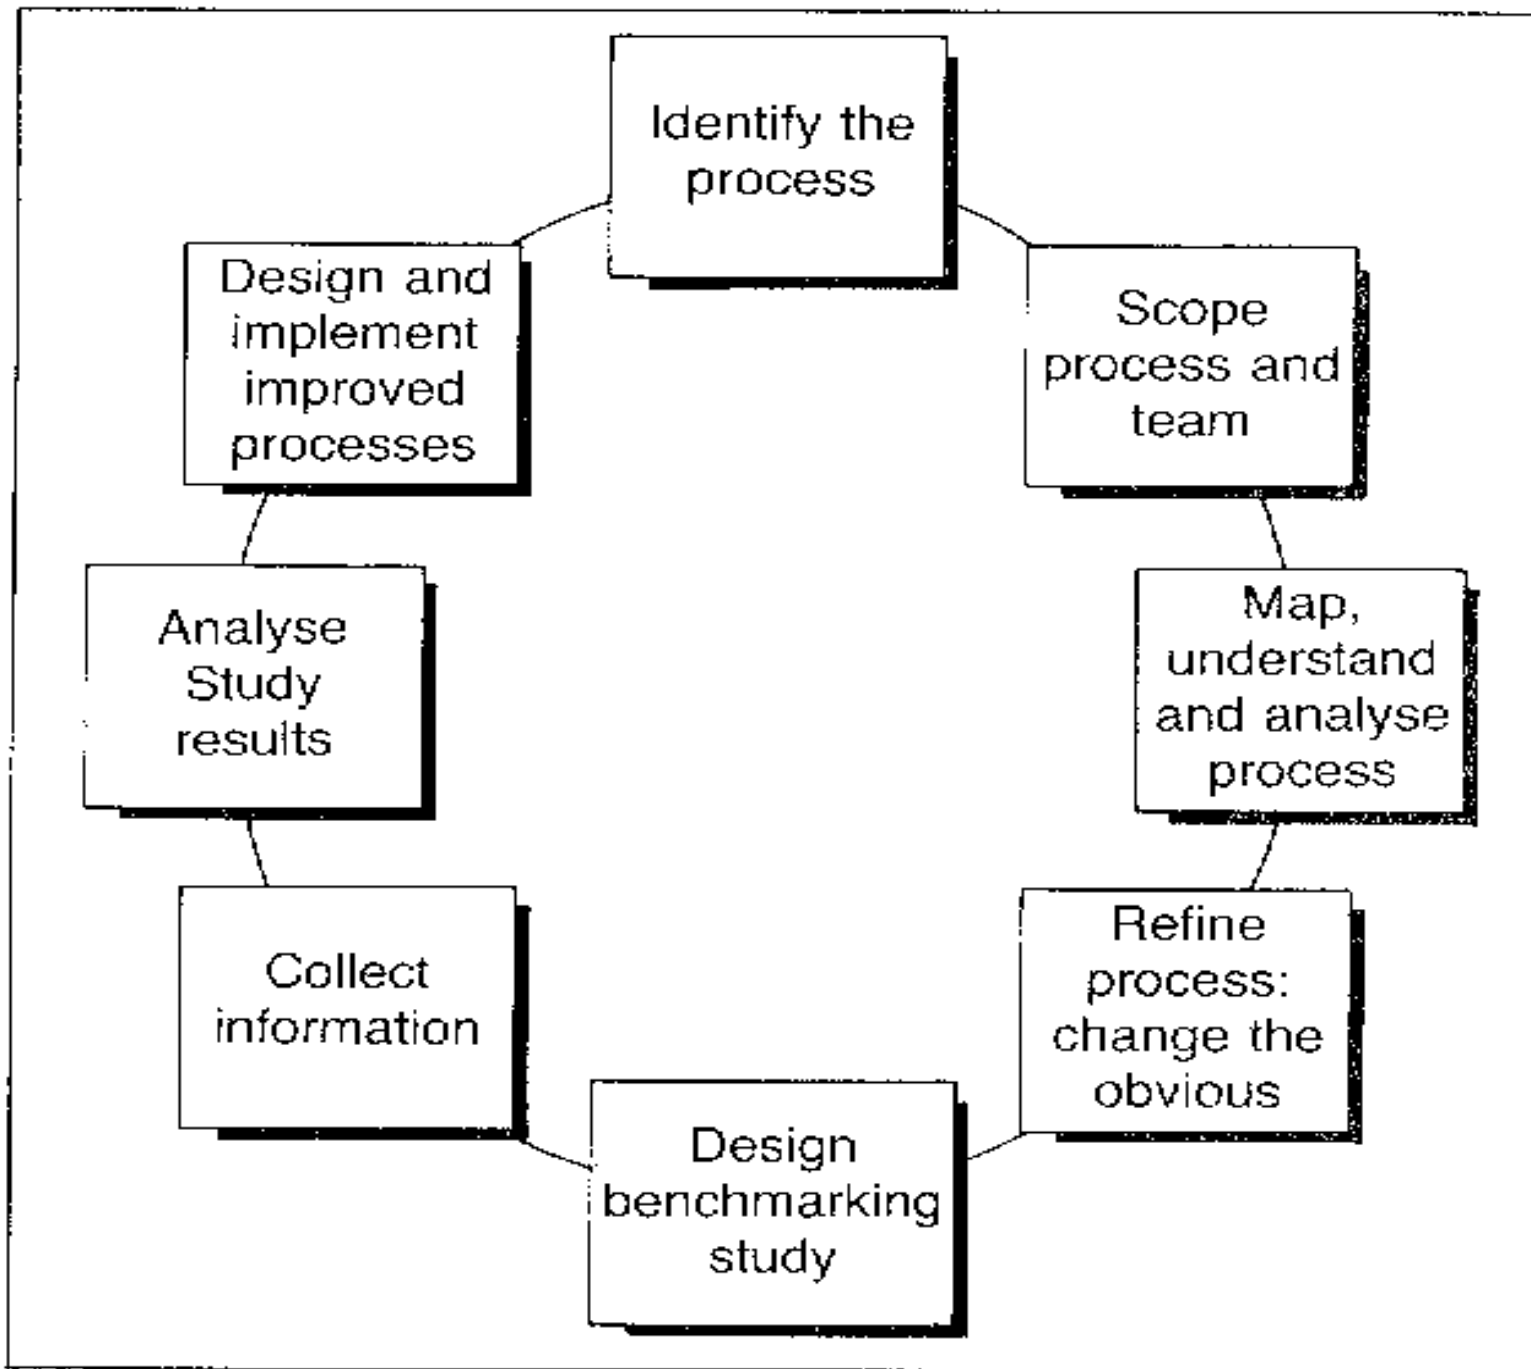 Identify the
process
Scope
process and
team
Map,
understand
and analyse
process
Refine
process:
change the
obvious
Design
benchmarking
study
Collect
information
Analyse
Study
results
Design and
implement
improved
processes